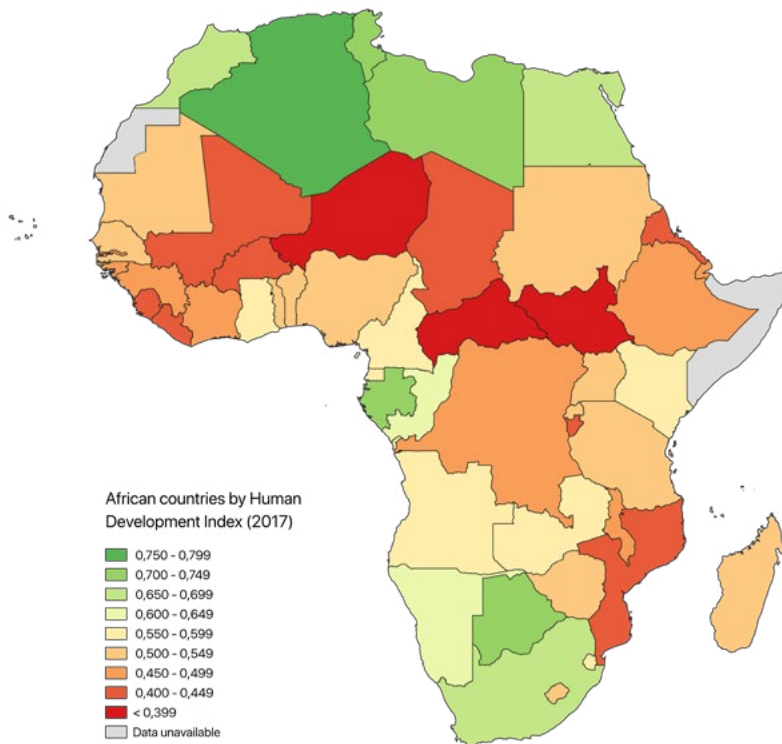 African countries by Human
Development Index (2017)
0,750 - 0,799
0,700 - 0,749
0,650 - 0,699
0,600 - 0,649
0,550 - 0,599
0,500 - 0,549
0,450 - 0,499
0,400 - 0,449
< 0,399
Data unavailable